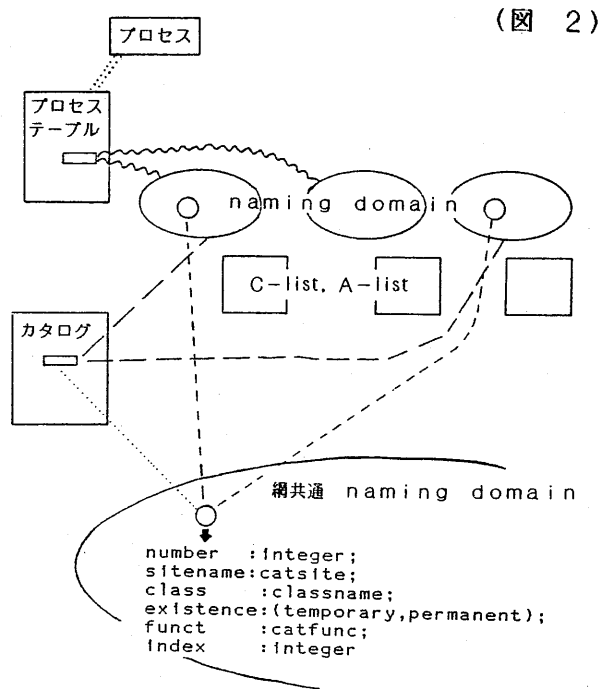 (図 2)
プロセス
プロセス
テーブル
naming domain
C-list, A-list
カタログ
網共通 naming domain
number :integer;
sitename:catsite;
class :classname;
existence:(temporary,permanent);
funct :catfunc;
index :integer